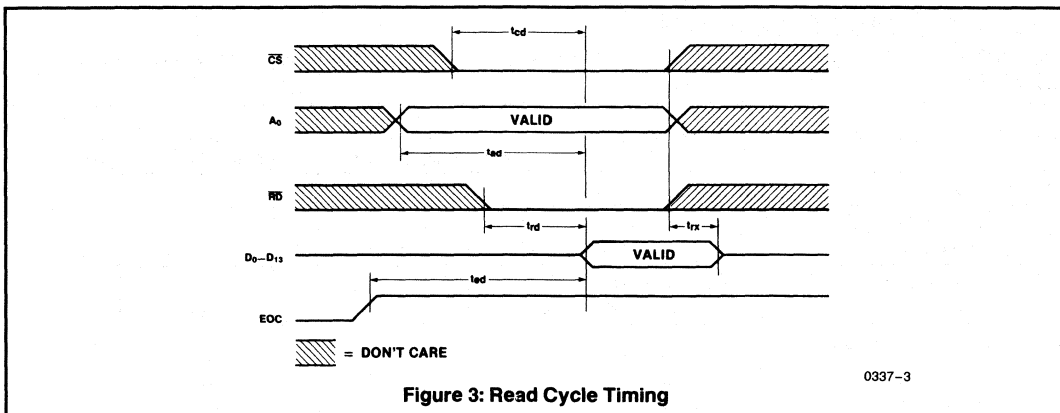 tcd
CS
A₀
VALID
tad
RD
trd
trx
D₀–D₁₃
VALID
ted
EOC
= DON'T CARE
0337–3
Figure 3: Read Cycle Timing